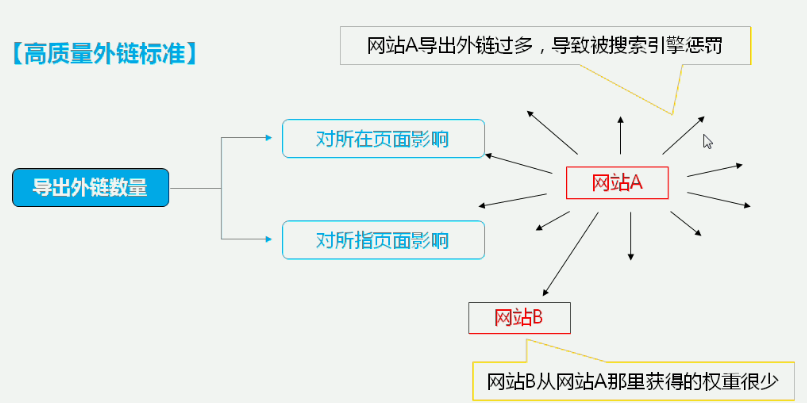 【高质量外链标准】
网站A导出外链过多，导致被搜索引擎惩罚
对所在页面影响
导出外链数量
网站A
对所指页面影响
网站B
网站B从网站A那里获得的权重很少